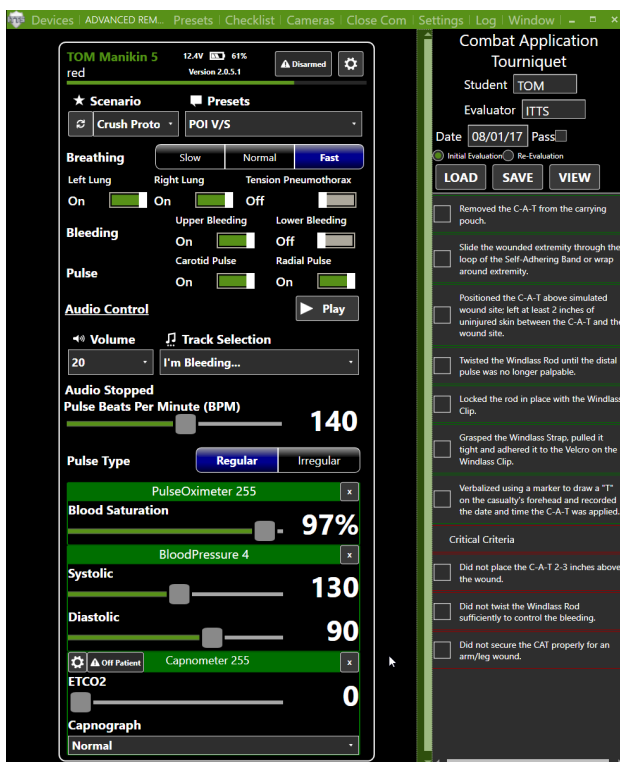 Devices ADVANCED REM... Presets Checklist Cameras Close Com Settings Log Window
TOM Manikin 5
red
12.4V 61%
Version 2.0.5.1
Disarmed
Scenario Presets
Crush Proto POI V/S
Breathing Slow Normal Fast
Left Lung Right Lung Tension Pneumothorax
On On Off
Upper Bleeding Lower Bleeding
Bleeding On Off
Carotid Pulse Radial Pulse
Pulse On On
Audio Control Play
Volume Track Selection
20 I'm Bleeding...
Audio Stopped
Pulse Beats Per Minute (BPM)
140
Pulse Type Regular Irregular
PulseOximeter 255 x
Blood Saturation
97%
BloodPressure 4 x
Systolic
130
Diastolic
90
Off Patient Capnometer 255 x
ETCO2
0
Capnograph
Normal
Combat Application
Tourniquet
Student TOM
Evaluator ITTS
Date 08/01/17 Pass
Initial Evaluation Re-Evaluation
LOAD SAVE VIEW
Removed the C-A-T from the carrying
pouch.
Slide the wounded extremity through the
loop of the Self-Adhering Band or wrap
around extremity.
Positioned the C-A-T above simulated
wound site: left at least 2 inches of
uninjured skin between the C-A-T and the
wound site.
Twisted the Windlass Rod until the distal
pulse was no longer palpable.
Locked the rod in place with the Windlass
Clip.
Grasped the Windlass Strap, pulled it
tight and adhered it to the Velcro on the
Windlass Clip.
Verbalized using a marker to draw a "T"
on the casualty's forehead and recorded
the date and time the C-A-T was applied.
Critical Criteria
Did not place the C-A-T 2-3 inches above
the wound.
Did not twist the Windlass Rod
sufficiently to control the bleeding.
Did not secure the CAT properly for an
arm/leg wound.